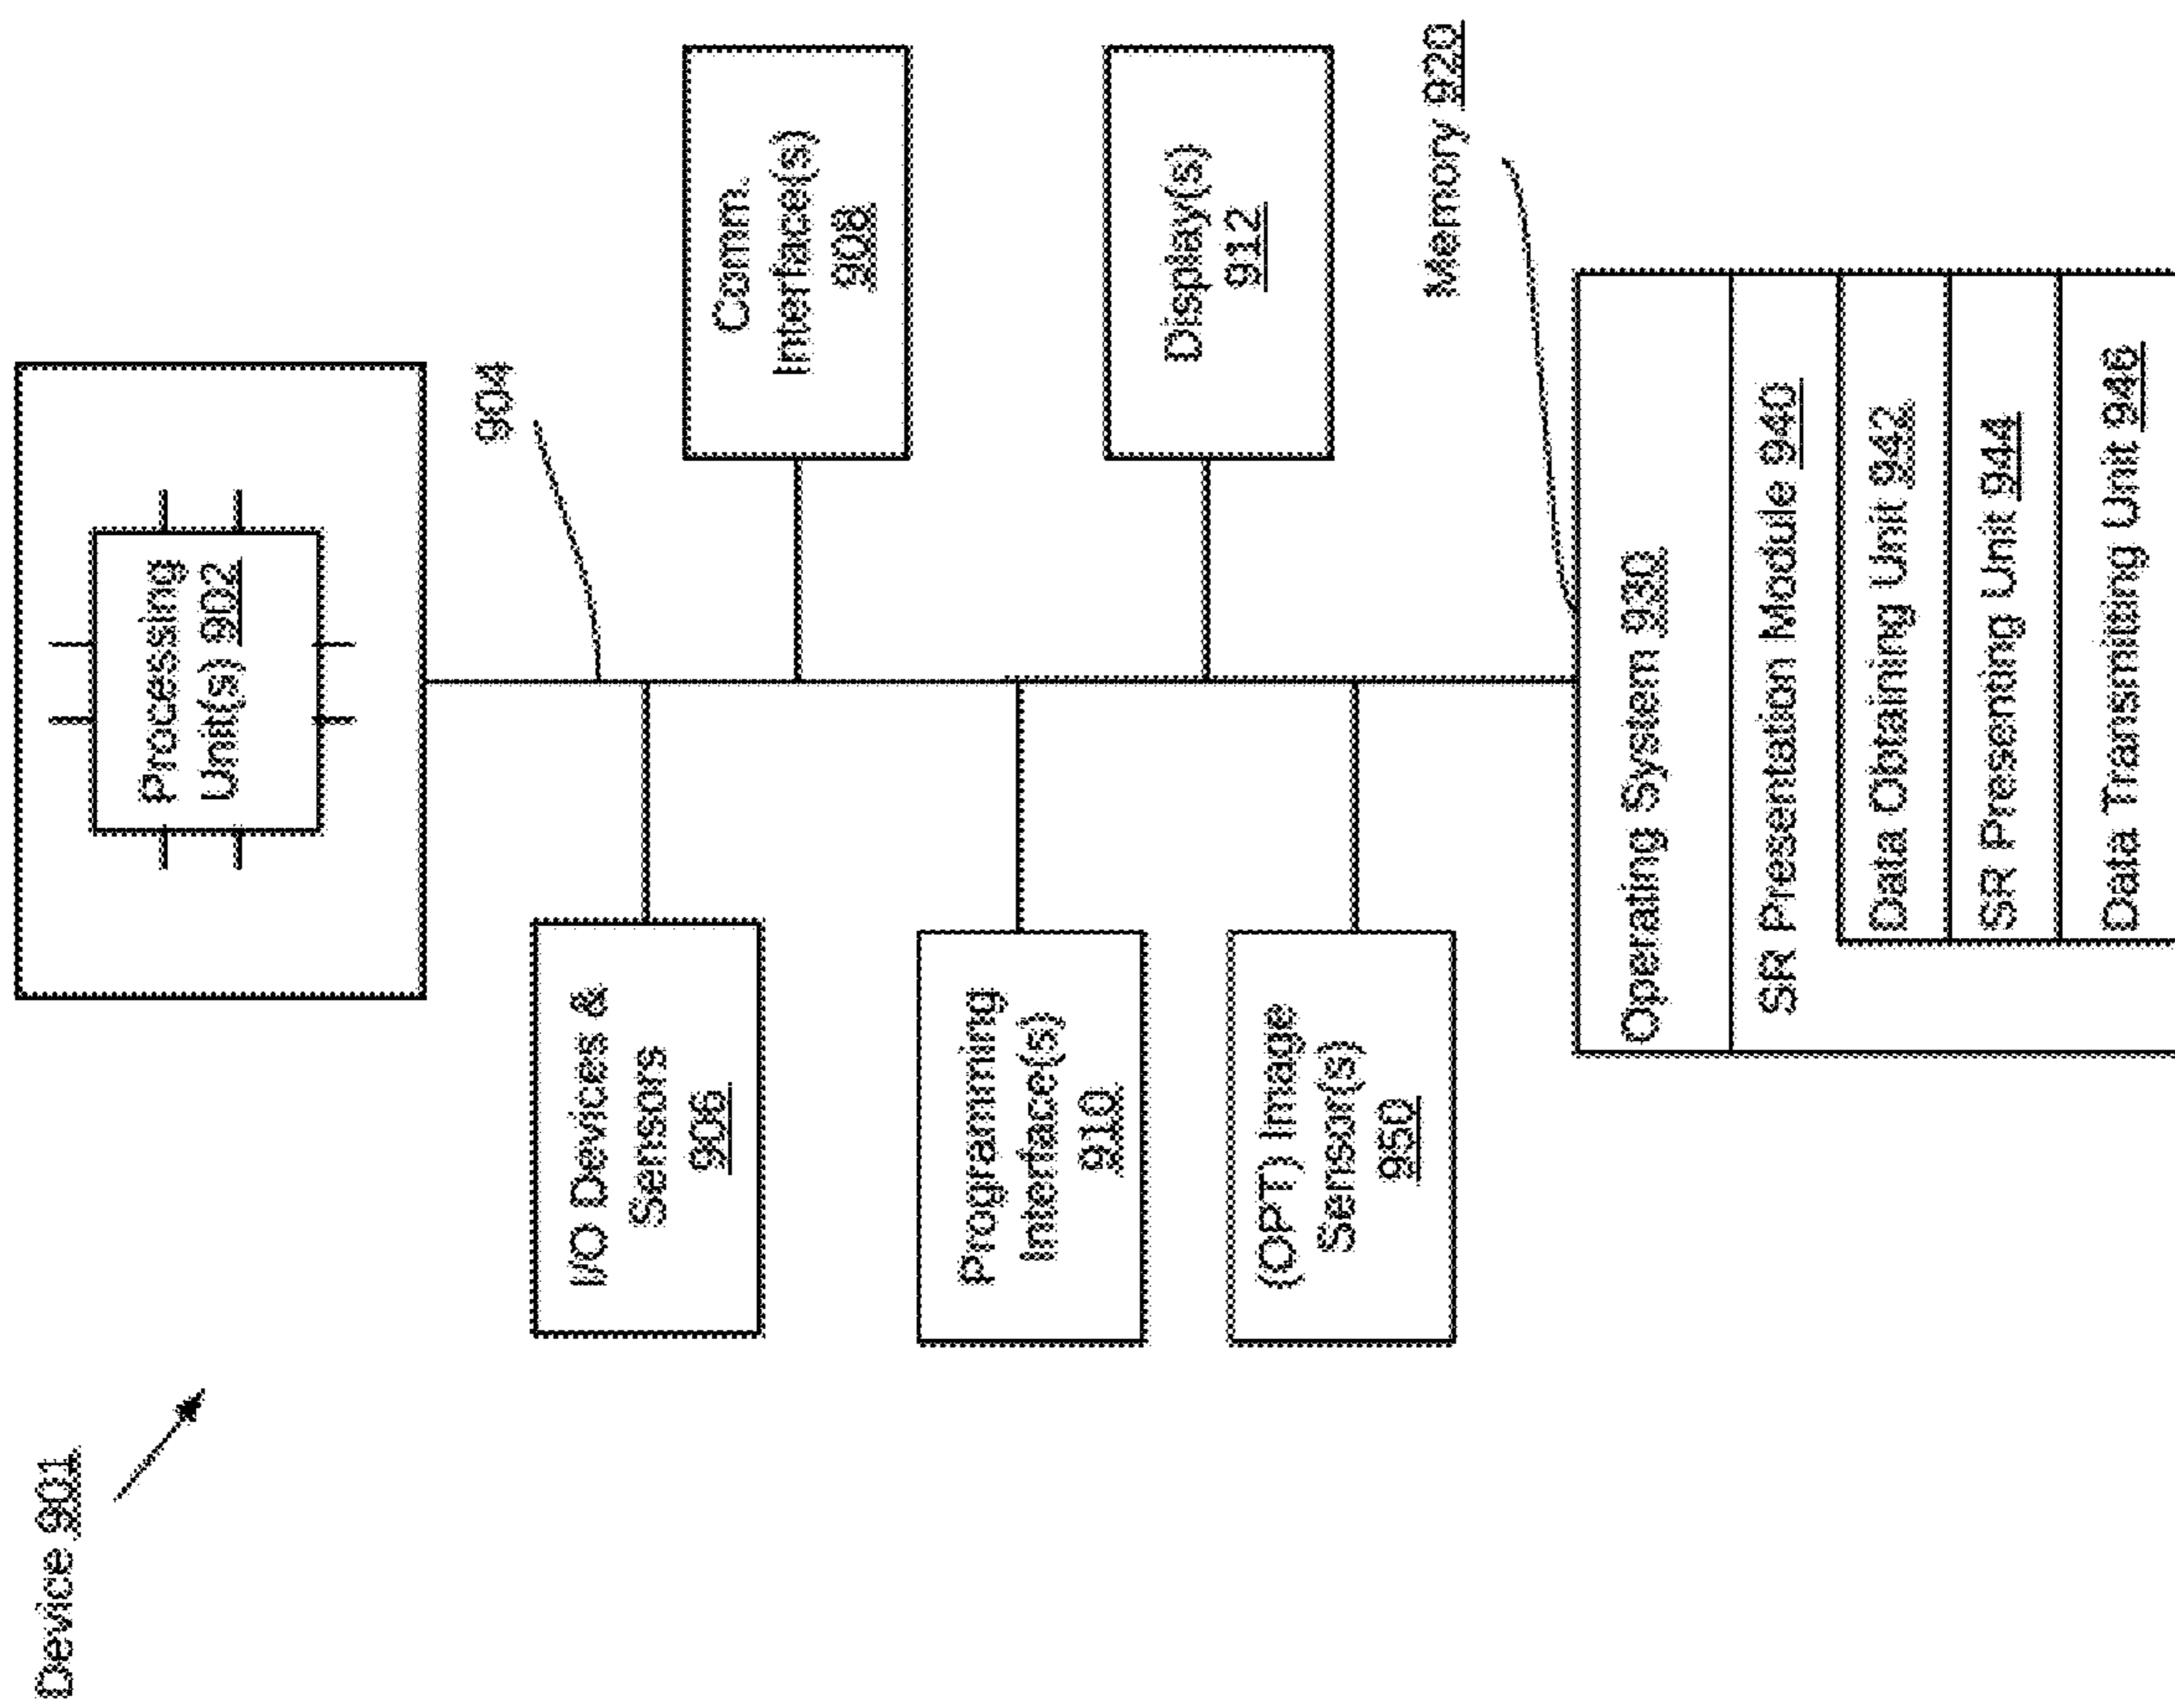 Device 901
Processing
Unit(s) 902
904
I/O Devices &
Sensors
906
Comm.
Interface(s)
908
Programming
Interface(s)
910
Display(s)
912
(OPT) Image
Sensor(s)
950
Memory 920
Operating System 930
SR Presentation Module 940
Data Obtaining Unit 942
SR Presenting Unit 944
Data Transmitting Unit 946